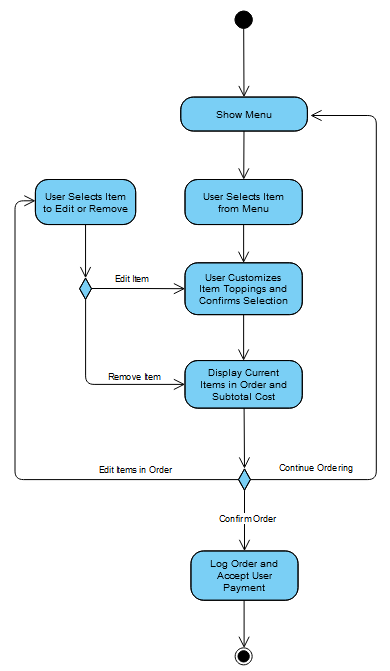 Show Menu
User Selects Item
to Edit or Remove
User Selects Item
from Menu
Edit Item
User Customizes
Item Toppings and
Confirms Selection
Remove Item
Display Current
Items in Order and
Subtotal Cost
Edit Items in Order
Continue Ordering
Confirm Order
Log Order and
Accept User
Payment